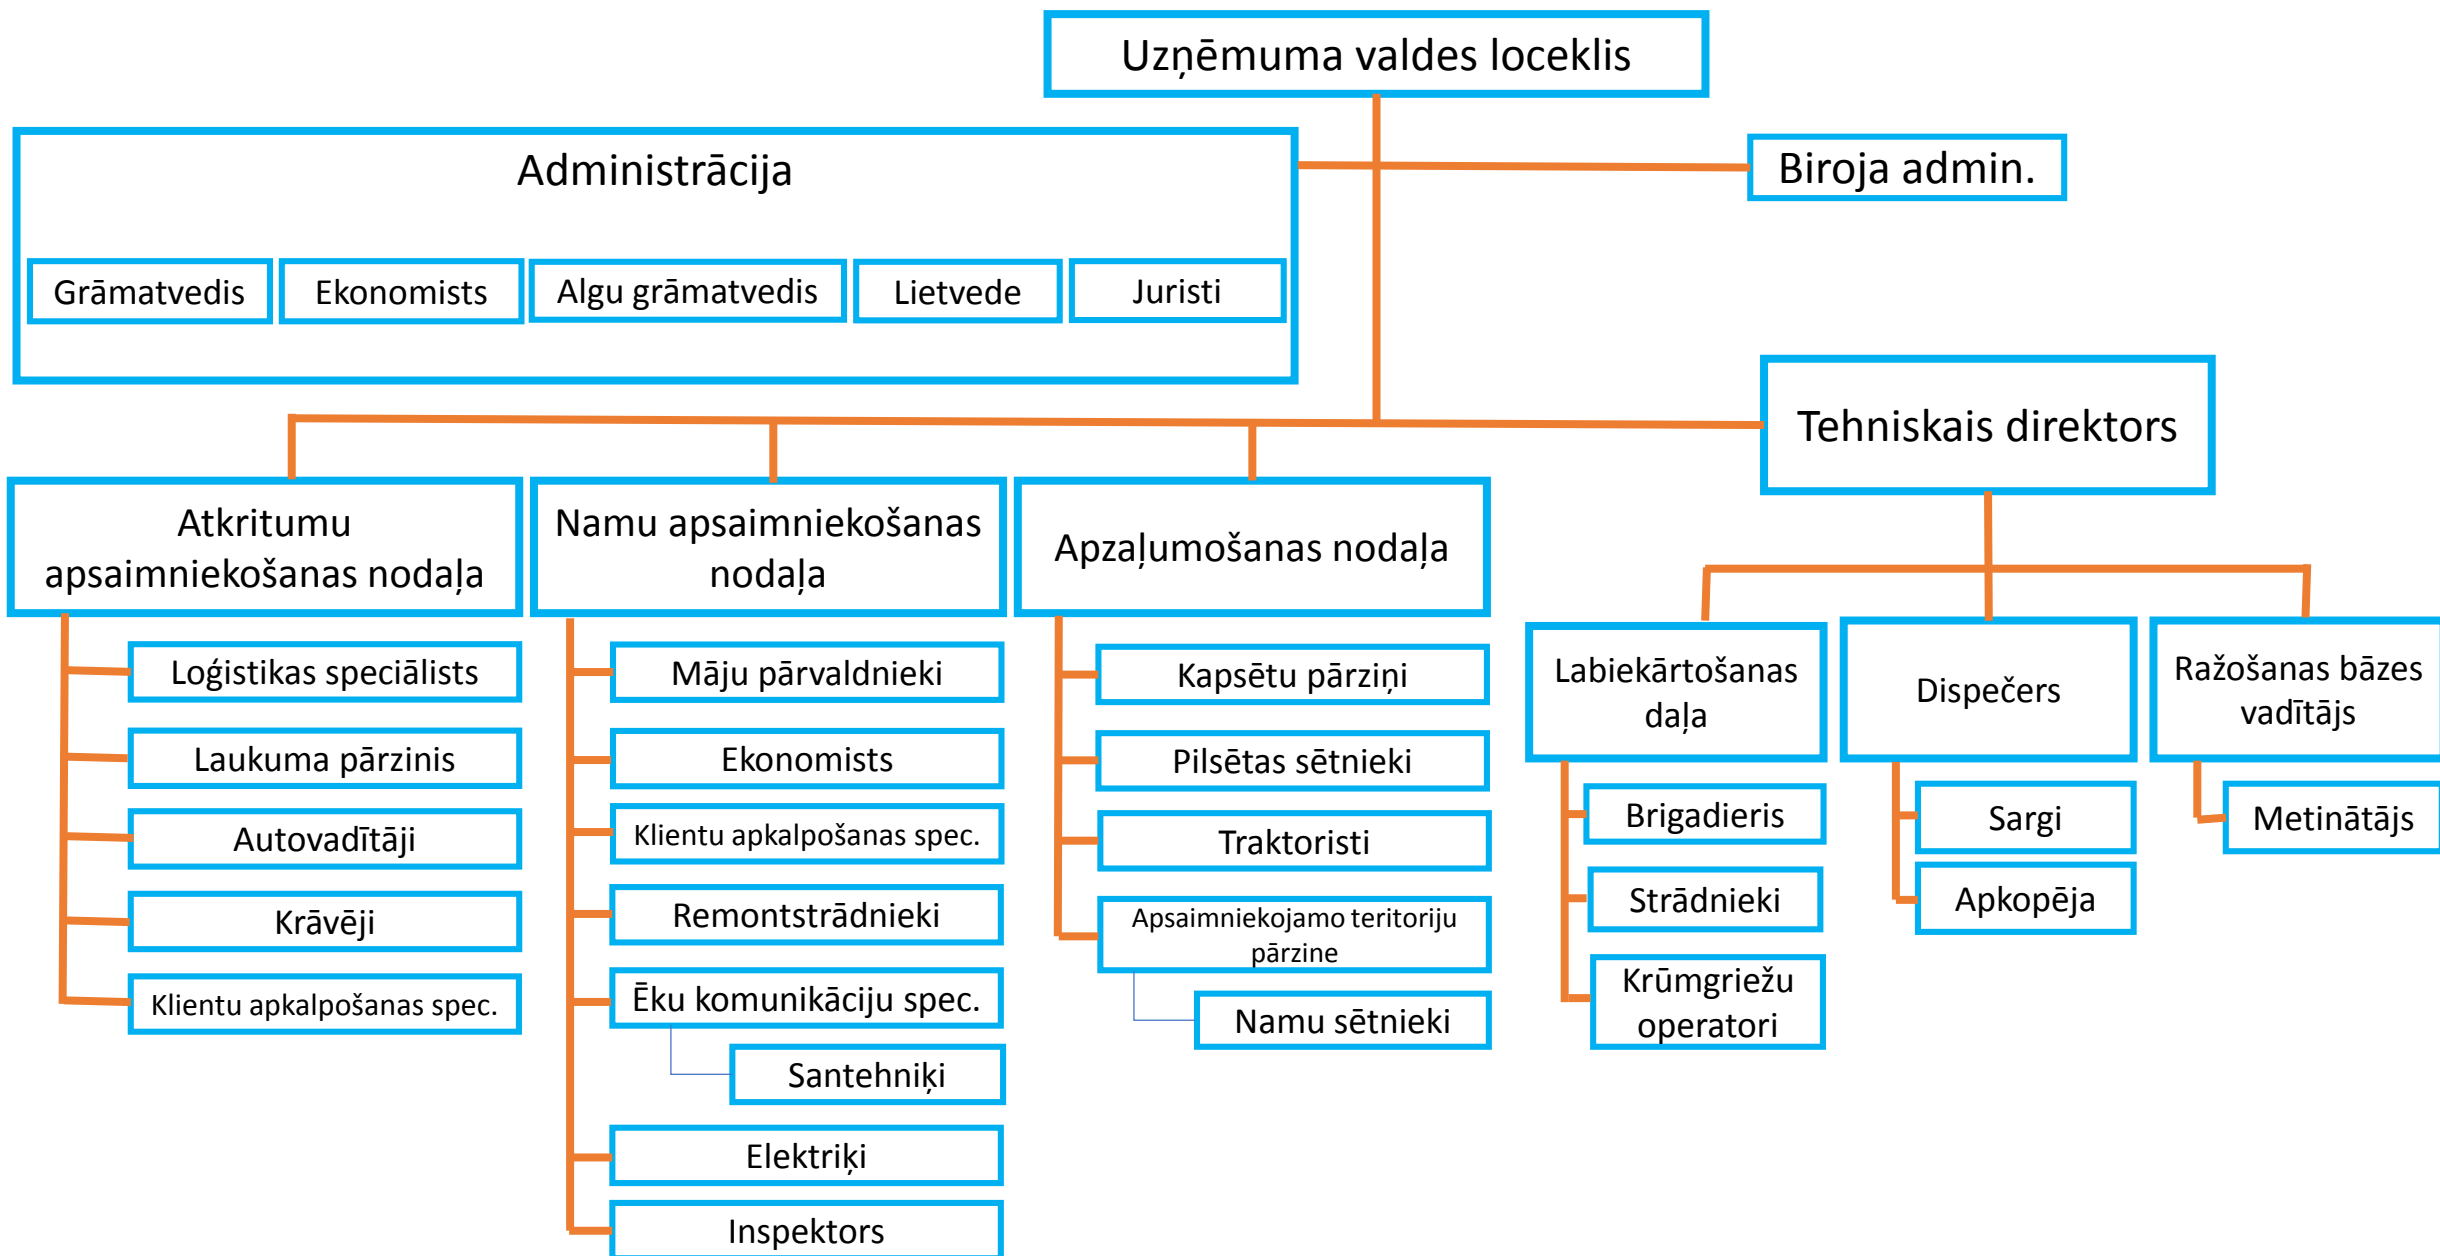 Uzņēmuma valdes loceklis
Administrācija
Biroja admin.
Grāmatvedis
Ekonomists
Algu grāmatvedis
Lietvede
Juristi
Tehniskais direktors
Atkritumu
apsaimniekošanas nodaļa
Loģistikas speciālists
Laukuma pārzinis
Autovadītāji
Krāvēji
Klientu apkalpošanas spec.
Namu apsaimniekošanas
nodaļa
Māju pārvaldnieki
Ekonomists
Klientu apkalpošanas spec.
Remontstrādnieki
Ēku komunikāciju spec.
Santehniķi
Elektriķi
Inspektors
Apzaļumošanas nodaļa
Kapsētu pārziņi
Pilsētas sētnieki
Traktoristi
Apsaimniekojamo teritoriju
pārzine
Namu sētnieki
Labiekārtošanas
daļa
Brigadieris
Strādnieki
Krūmgriežu
operatori
Dispečers
Sargi
Apkopēja
Ražošanas bāzes
vadītājs
Metinātājs